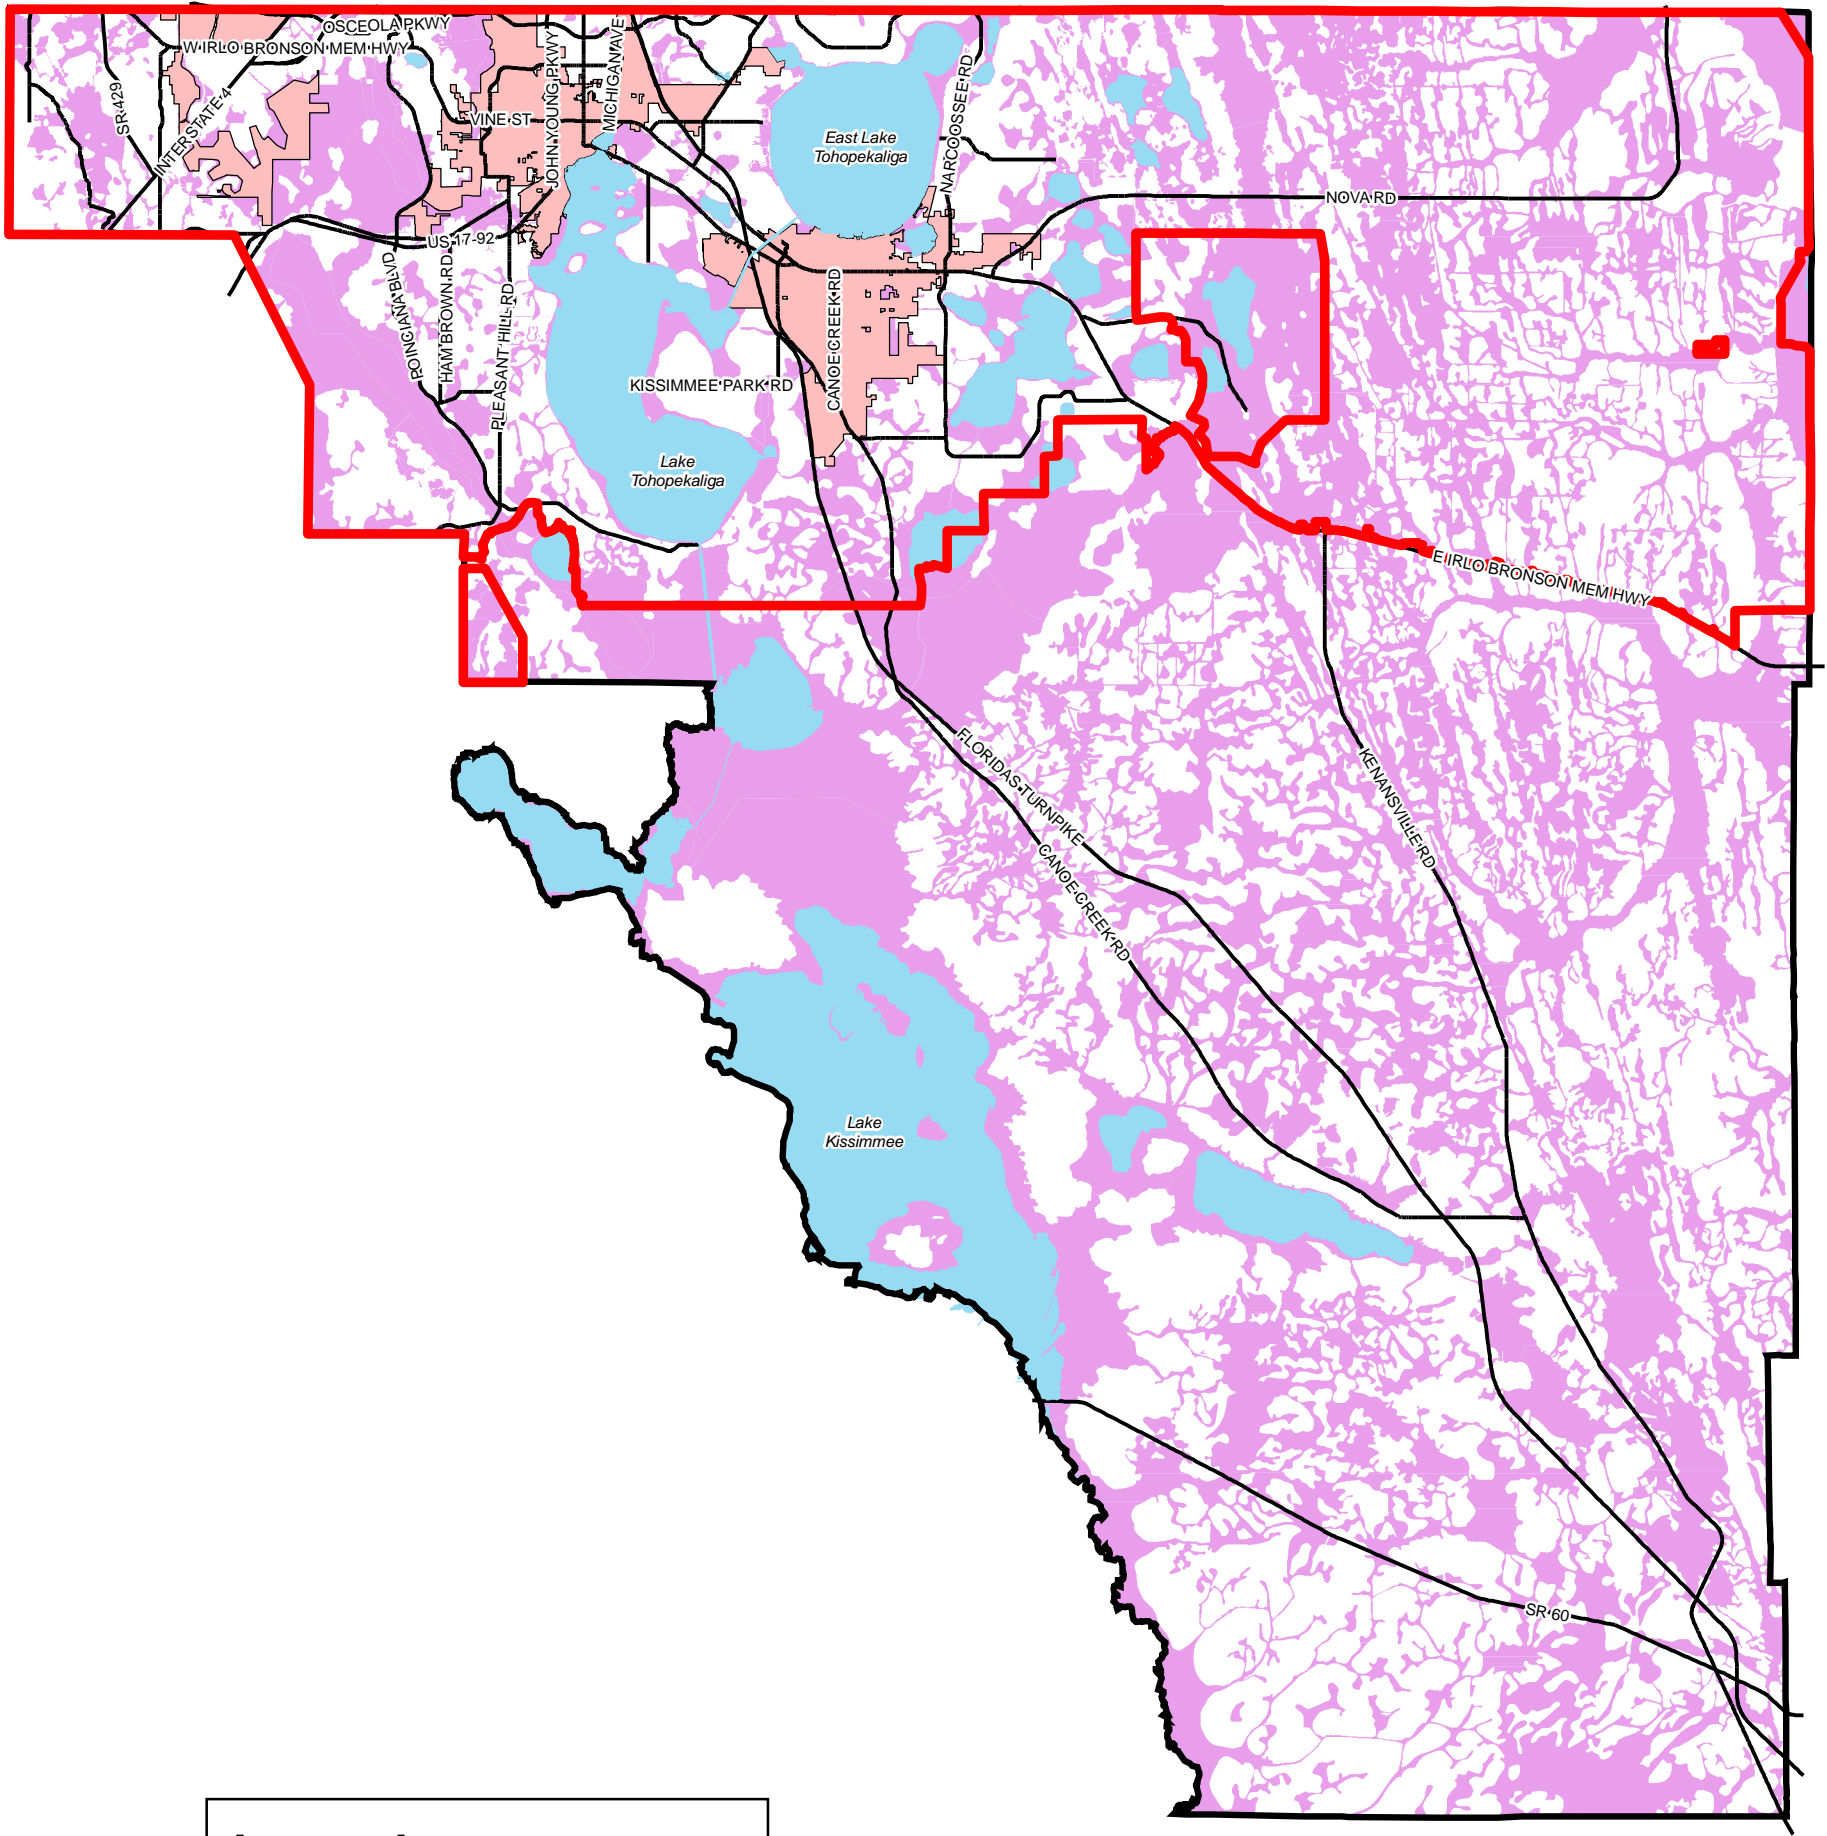 OSCEOLA PKWY
W IRLO BRONSON MEM HWY
SR 429
INTERSTATE 4
VINE ST
JOHN YOUNG PKWY
MICHIGAN AVE
East Lake
Tohopekaliga
NARCOOSSEE RD
NOVA RD
US 17-92
POINCIANA BLVD
HAM BROWN RD
PLEASANT HILL RD
CANOE CREEK RD
KISSIMMEE PARK RD
Lake
Tohopekaliga
E IRLO BRONSON MEM HWY
FLORIDAS TURNPIKE
KENANSVILLE RD
CANOE CREEK RD
Lake
Kissimmee
SR 60